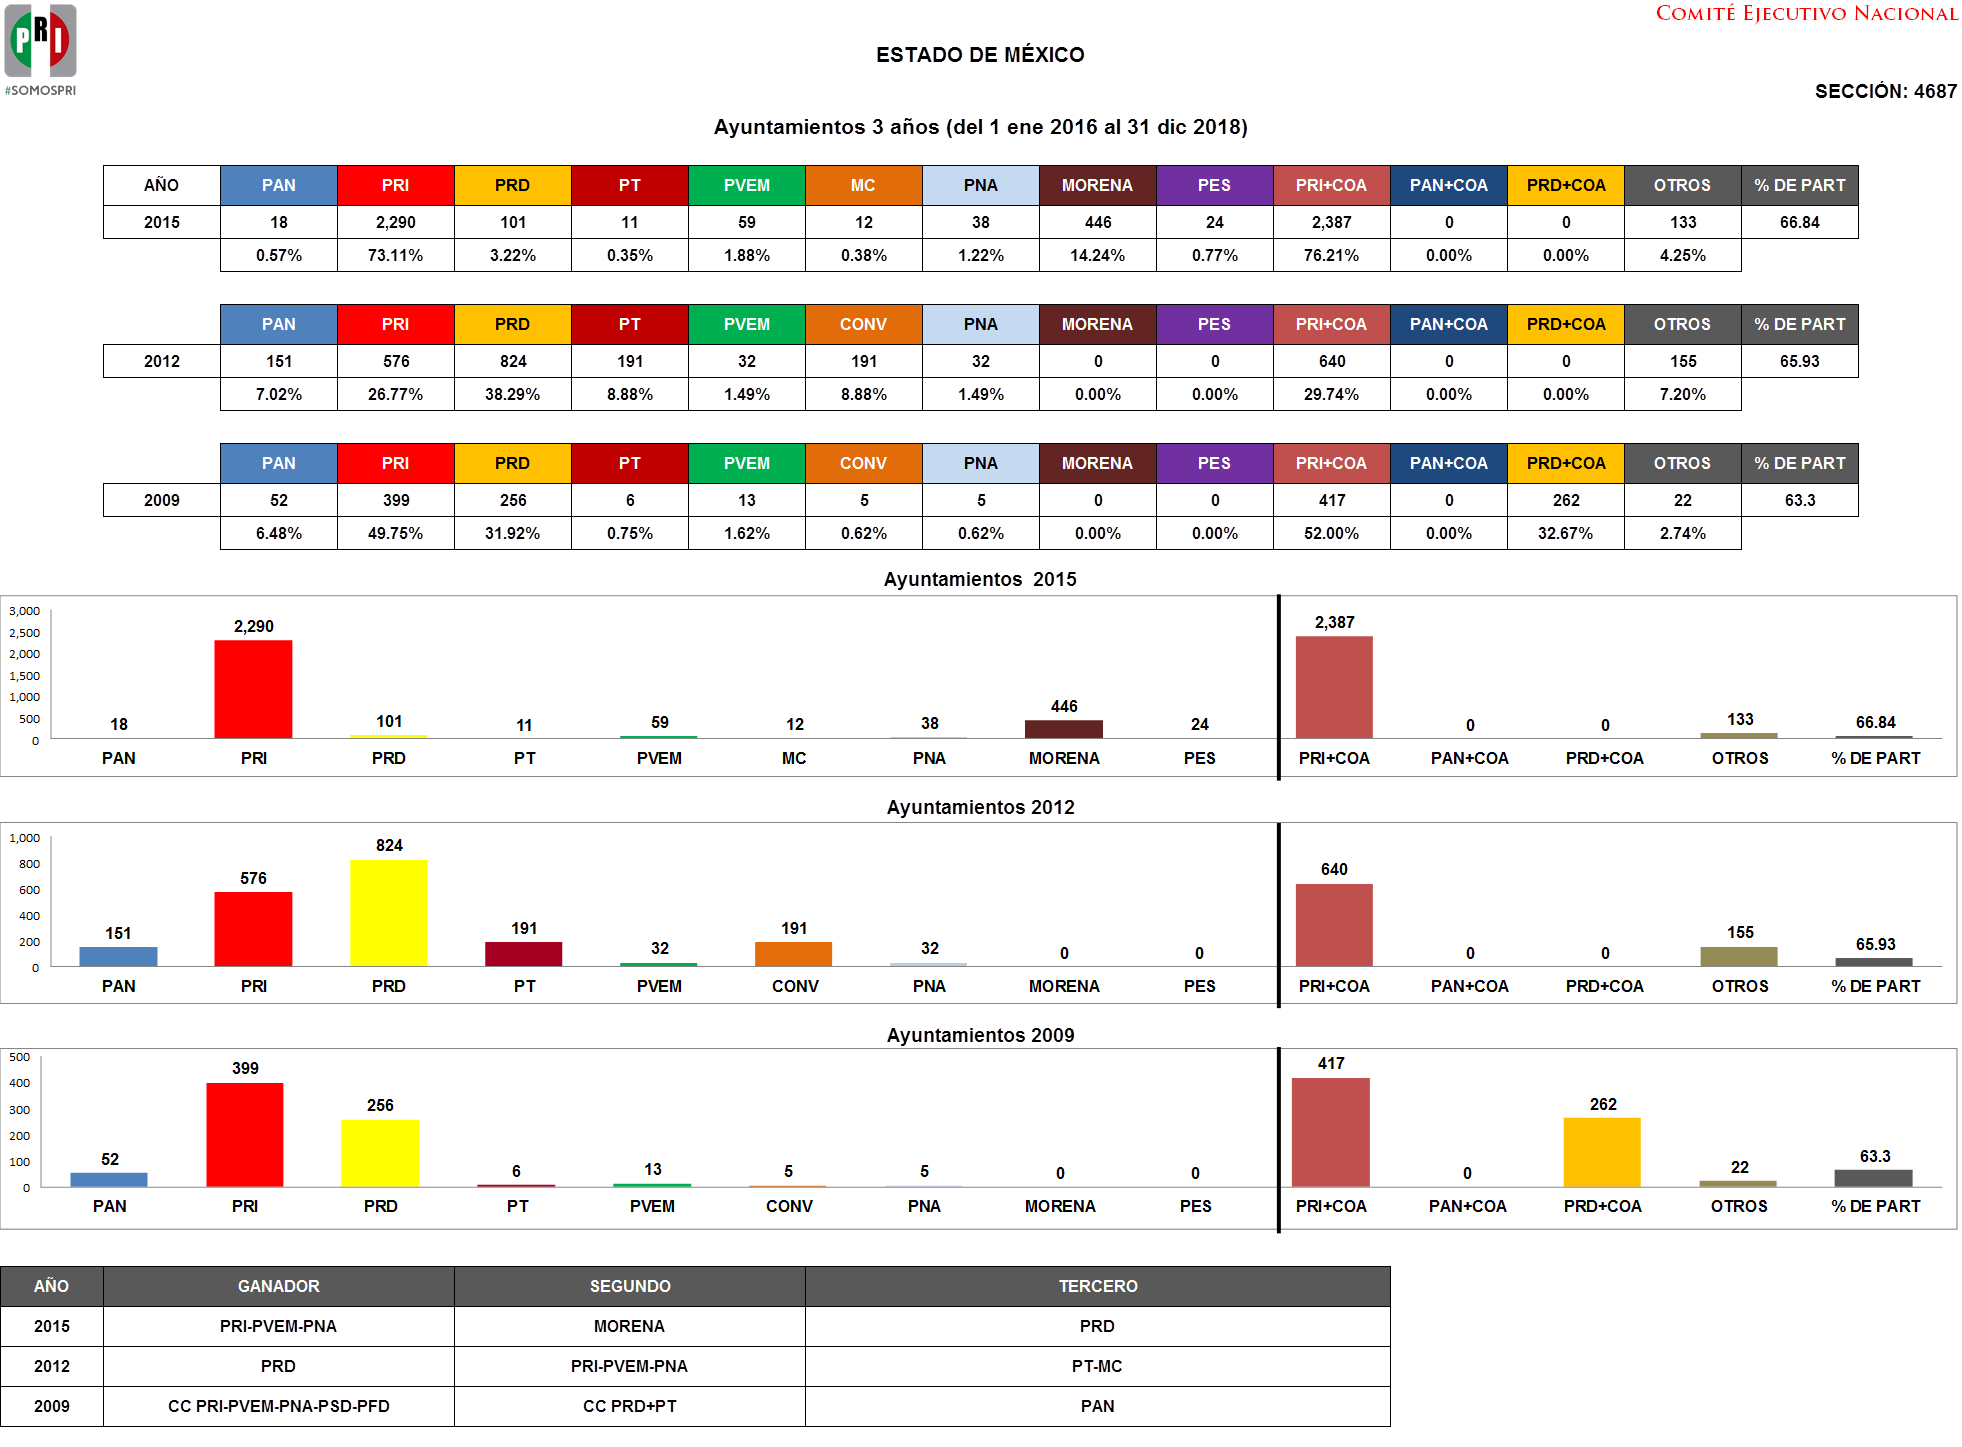 PRI
#SOMOSPRI
COMITÉ EJECUTIVO NACIONAL
ESTADO DE MÉXICO
SECCIÓN: 4687
Ayuntamientos 3 años (del 1 ene 2016 al 31 dic 2018)
AÑO PAN PRI PRD PT PVEM MC PNA MORENA PES PRI+COA PAN+COA PRD+COA OTROS % DE PART
2015 18 2,290 101 11 59 12 38 446 24 2,387 0 0 133 66.84
0.57% 73.11% 3.22% 0.35% 1.88% 0.38% 1.22% 14.24% 0.77% 76.21% 0.00% 0.00% 4.25%
PAN PRI PRD PT PVEM CONV PNA MORENA PES PRI+COA PAN+COA PRD+COA OTROS % DE PART
2012 151 576 824 191 32 191 32 0 0 640 0 0 155 65.93
7.02% 26.77% 38.29% 8.88% 1.49% 8.88% 1.49% 0.00% 0.00% 29.74% 0.00% 0.00% 7.20%
PAN PRI PRD PT PVEM CONV PNA MORENA PES PRI+COA PAN+COA PRD+COA OTROS % DE PART
2009 52 399 256 6 13 5 5 0 0 417 0 262 22 63.3
6.48% 49.75% 31.92% 0.75% 1.62% 0.62% 0.62% 0.00% 0.00% 52.00% 0.00% 32.67% 2.74%
Ayuntamientos 2015
3,000
2,500
2,000
1,500
1,000
500
0
18 2,290 101 11 59 12 38 446 24 2,387 0 0 133 66.84
PAN PRI PRD PT PVEM MC PNA MORENA PES PRI+COA PAN+COA PRD+COA OTROS % DE PART
Ayuntamientos 2012
1,000
800
600
400
200
0
151 576 824 191 32 191 32 0 0 640 0 0 155 65.93
PAN PRI PRD PT PVEM CONV PNA MORENA PES PRI+COA PAN+COA PRD+COA OTROS % DE PART
Ayuntamientos 2009
500
400
300
200
100
0
52 399 256 6 13 5 5 0 0 417 0 262 22 63.3
PAN PRI PRD PT PVEM CONV PNA MORENA PES PRI+COA PAN+COA PRD+COA OTROS % DE PART
AÑO GANADOR SEGUNDO TERCERO
2015 PRI-PVEM-PNA MORENA PRD
2012 PRD PRI-PVEM-PNA PT-MC
2009 CC PRI-PVEM-PNA-PSD-PFD CC PRD+PT PAN